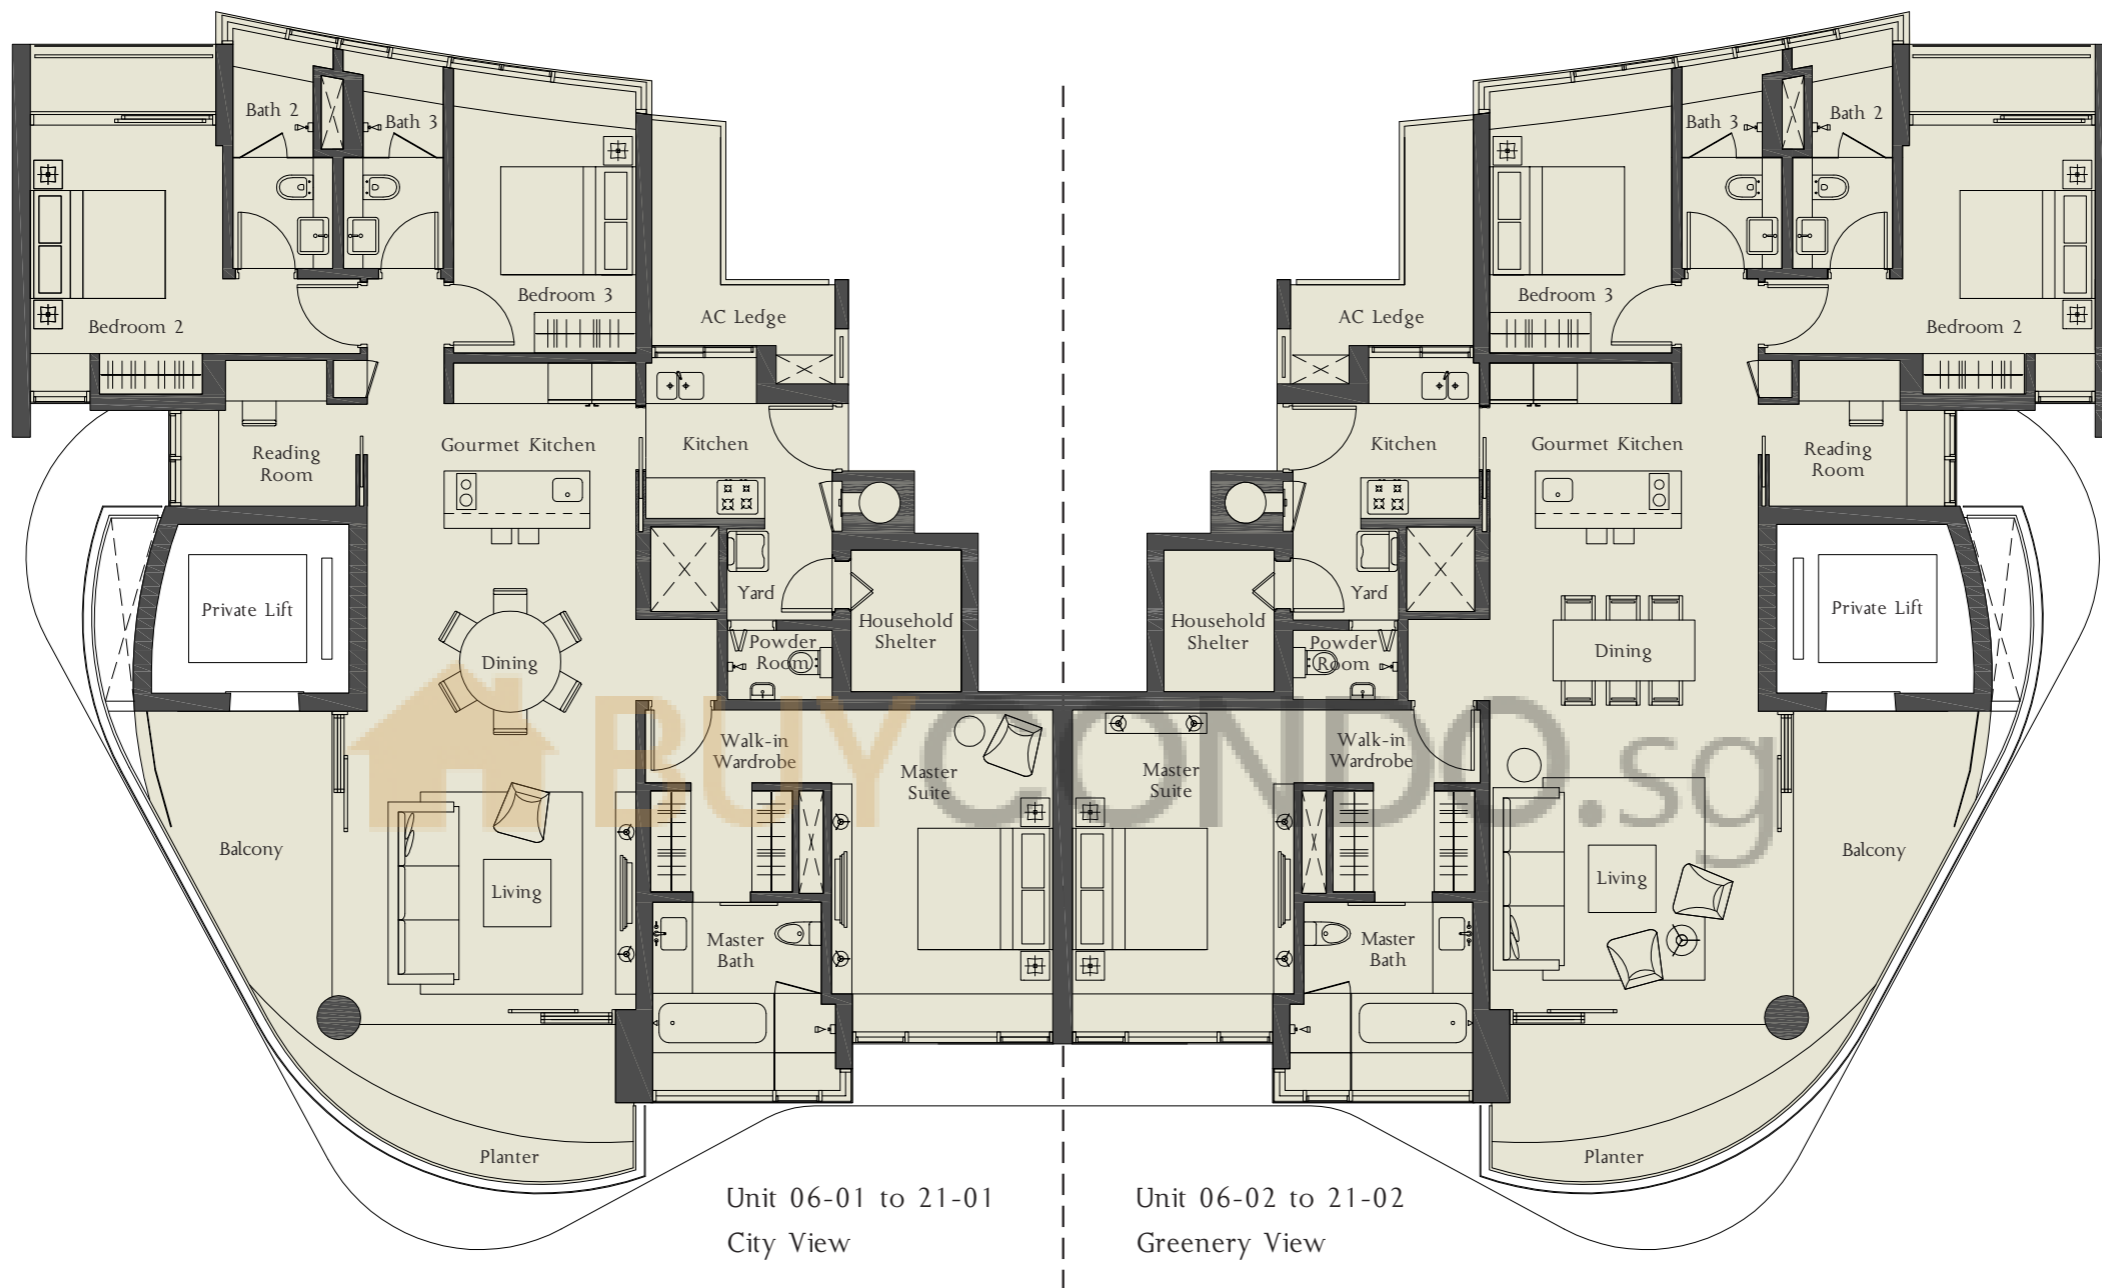 Bath 2
Bath 3
Bedroom 3
Bedroom 2
AC Ledge
Reading
Room
Gourmet Kitchen
Kitchen
Private Lift
Yard
Household
Shelter
Powder
Room
Dining
Walk-in
Wardrobe
Master
Suite
Balcony
Living
Master
Bath
Planter
Unit 06-01 to 21-01
City View
Bath 3
Bath 2
Bedroom 3
Bedroom 2
AC Ledge
Kitchen
Gourmet Kitchen
Reading
Room
Household
Shelter
Yard
Powder
Room
Dining
Private Lift
Master
Suite
Walk-in
Wardrobe
Living
Balcony
Master
Bath
Planter
Unit 06-02 to 21-02
Greenery View
BUYCONDO.sg